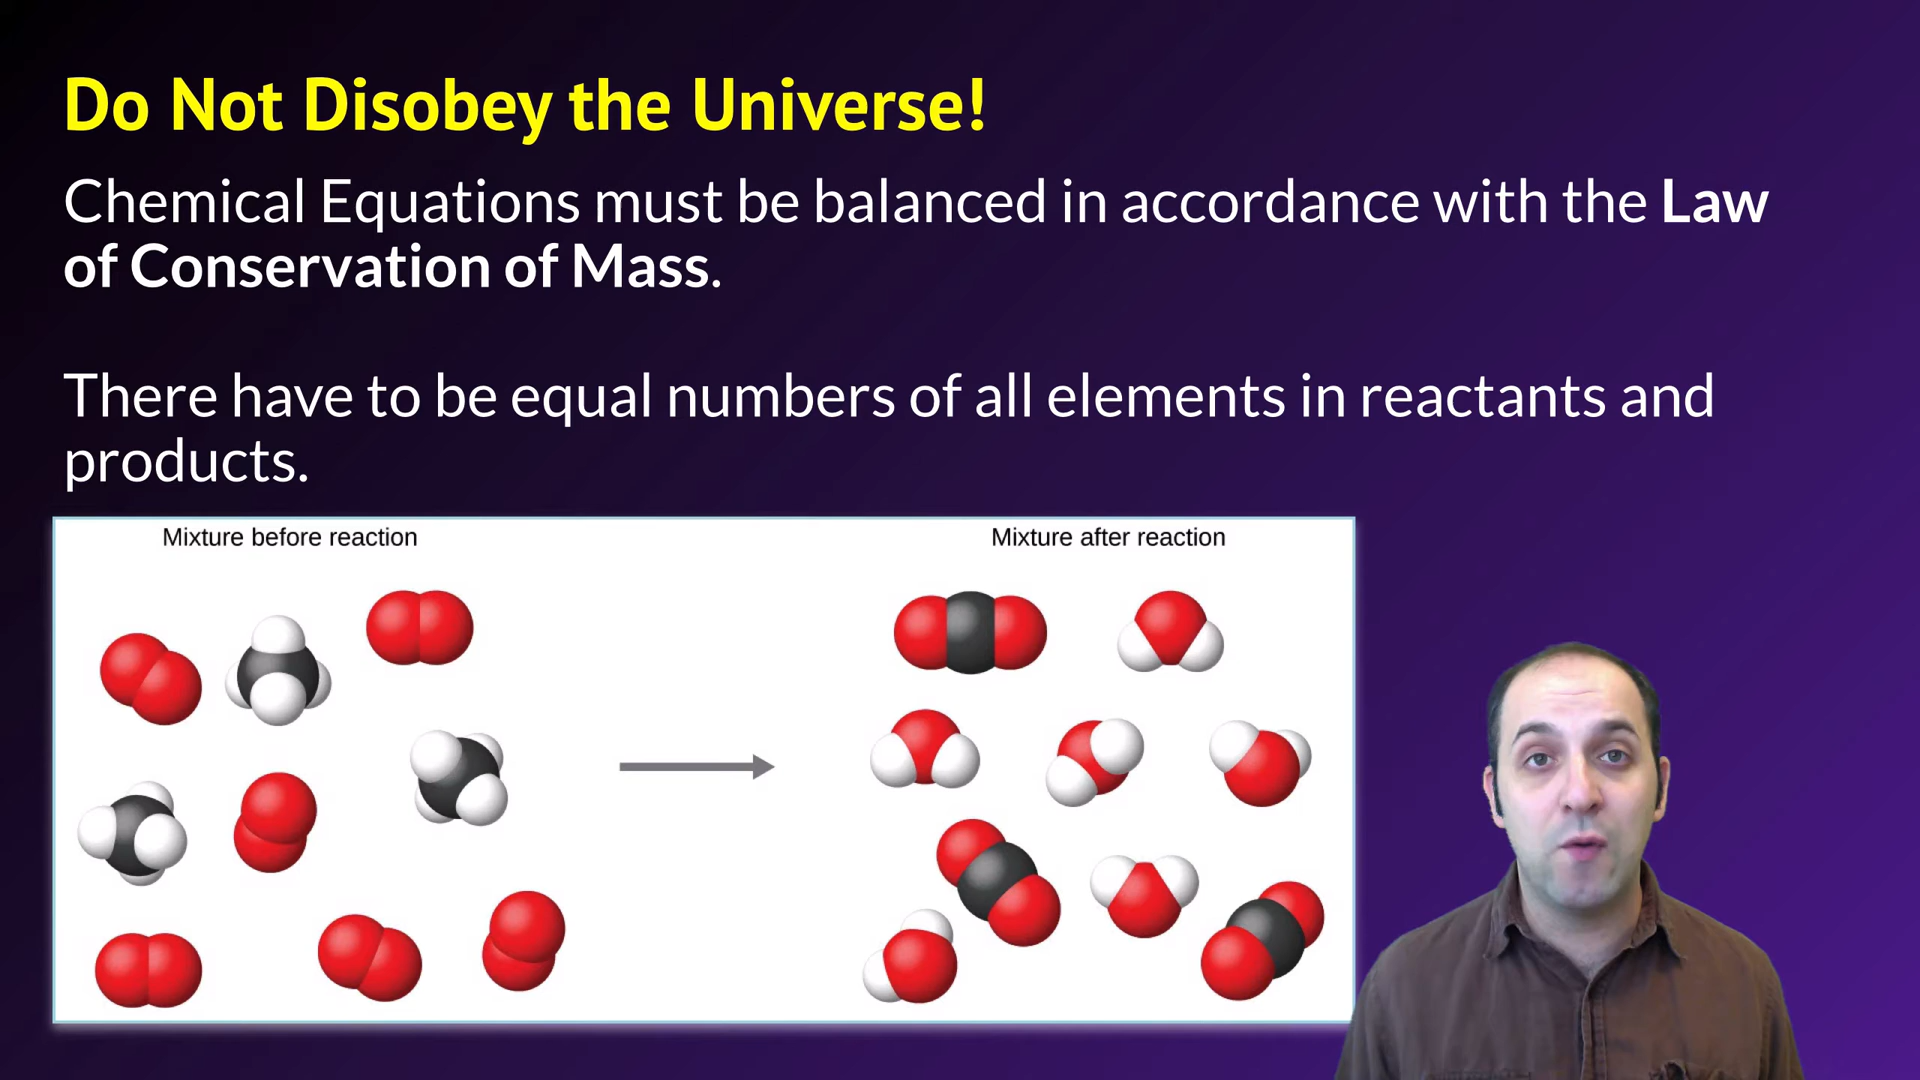 Do Not Disobey the Universe!
Chemical Equations must be balanced in accordance with the Law
of Conservation of Mass.
There have to be equal numbers of all elements in reactants and
products.
Mixture before reaction
Mixture after reaction